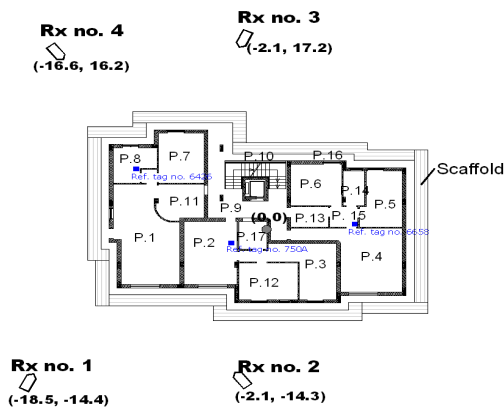 Rx no. 3
Rx no. 4
(-2.1, 17.2)
(-16.6, 16.2)
P.8
P.7
P.10
P.16
Scaffold
Ref. tag no. 6426
P.6
P.14
P.5
P.11
P.9
(0, 0)
P.13
P. 15
Ref. tag no. 6658
P.1
P.2
P.17
Ref. tag no. 750A
P.3
P.4
P.12
Rx no. 1
Rx no. 2
(-18.5, -14.4)
(-2.1, -14.3)